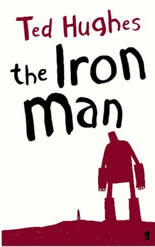 Ted Hughes
the Iron
man